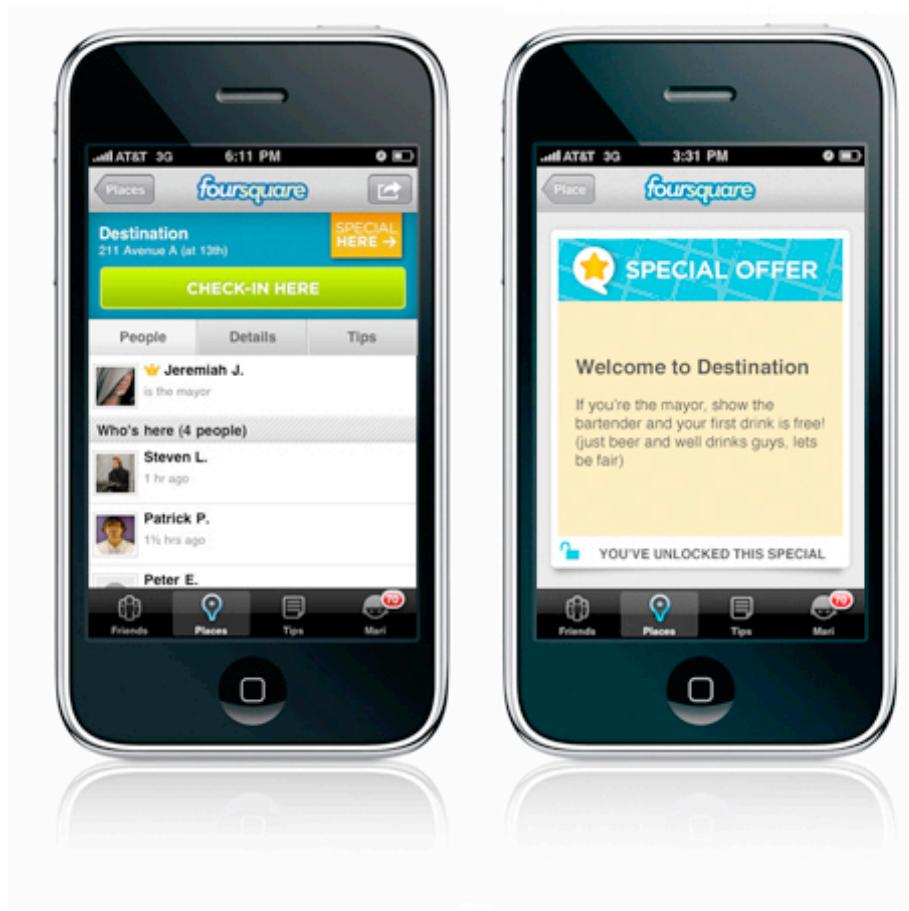 AT&T 3G 6:11 PM
Places foursquare
Destination
211 Avenue A (at 13th)
SPECIAL
HERE →
CHECK-IN HERE
People Details Tips
Jeremiah J.
is the mayor
Who's here (4 people)
Steven L.
1 hr ago
Patrick P.
1½ hrs ago
Peter E.
70
Friends Places Tips Mari
AT&T 3G 3:31 PM
Place foursquare
SPECIAL OFFER
Welcome to Destination
If you're the mayor, show the
bartender and your first drink is free!
(just beer and well drinks guys, lets
be fair)
YOU'VE UNLOCKED THIS SPECIAL
70
Friends Places Tips Mari